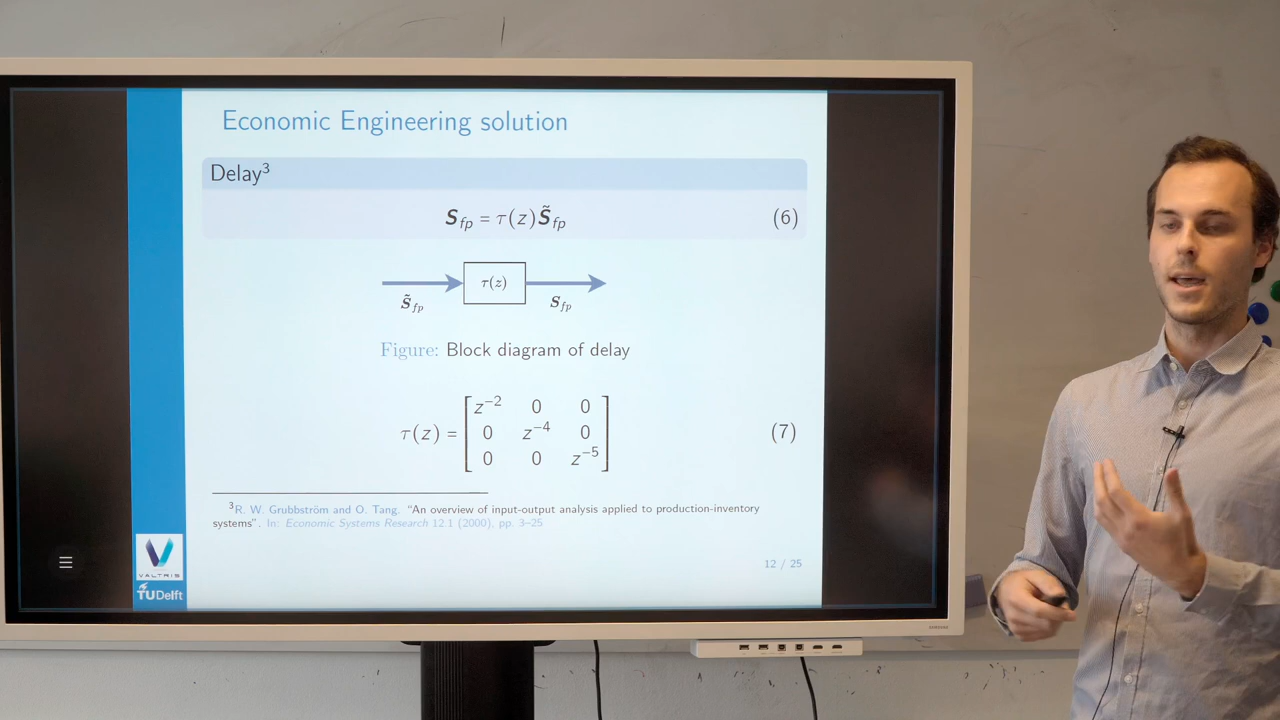 Economic Engineering solution
Delay³
𝑺_fp = τ(z)𝑺̃_fp (6)
τ(z)
𝑺̃_fp 𝑺_fp
Figure: Block diagram of delay
τ(z) = [z⁻² 0 0
0 z⁻⁴ 0
0 0 z⁻⁵] (7)
³R. W. Grubbström and O. Tang. “An overview of input-output analysis applied to production-inventory
systems”. In: Economic Systems Research 12.1 (2000), pp. 3–25
12 / 25
VALTRIS
TUDelft
SAMSUNG